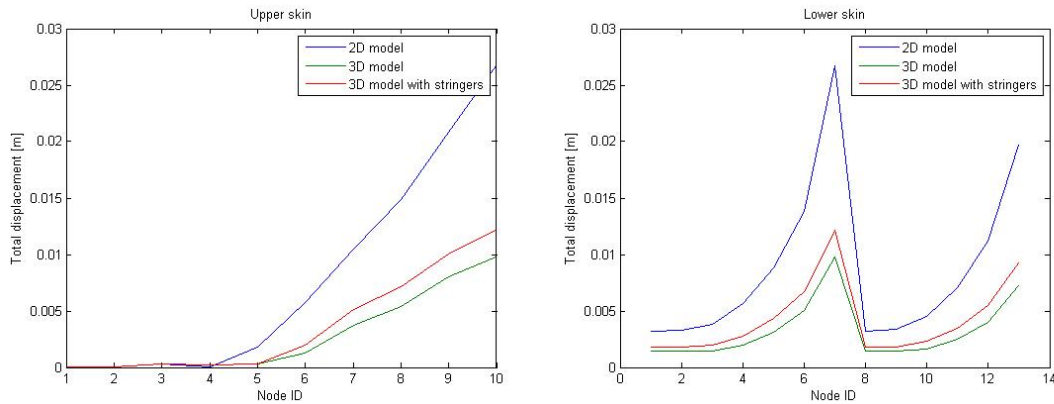 Upper skin
0.03
0.025
0.02
0.015
0.01
0.005
0
Total displacement [m]
2D model
3D model
3D model with stringers
1 2 3 4 5 6 7 8 9 10
Node ID
Lower skin
0.03
0.025
0.02
0.015
0.01
0.005
0
Total displacement [m]
2D model
3D model
3D model with stringers
0 2 4 6 8 10 12 14
Node ID